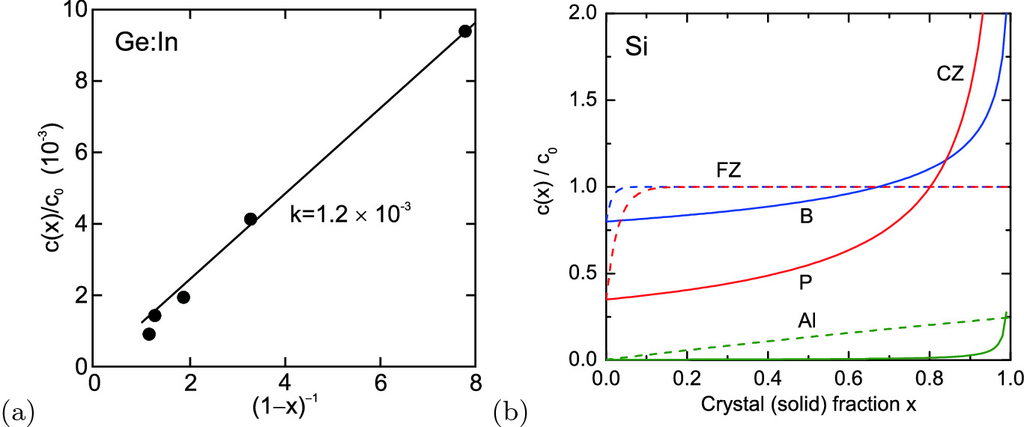 Ge:In
10
8
6
4
2
0
c(x)/c₀ (10⁻³)
k=1.2 × 10⁻³
0 2 4 6 8
(1−x)⁻¹
(a)
Si
2.0
1.5
1.0
0.5
0.0
c(x) / c₀
CZ
FZ
B
P
Al
0.0 0.2 0.4 0.6 0.8 1.0
Crystal (solid) fraction x
(b)